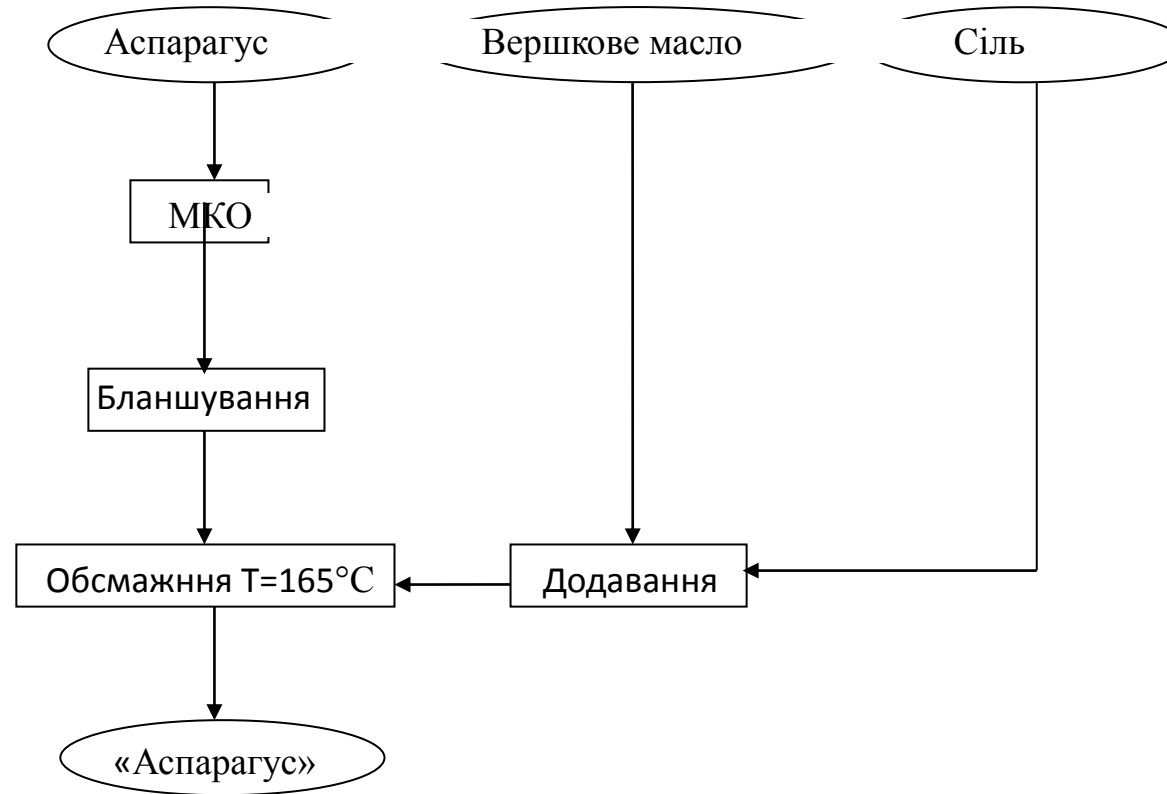 Аспарагус
Вершкове масло
Сіль
МКО
Бланшування
Обсмажння Т=165°С
Додавання
«Аспарагус»